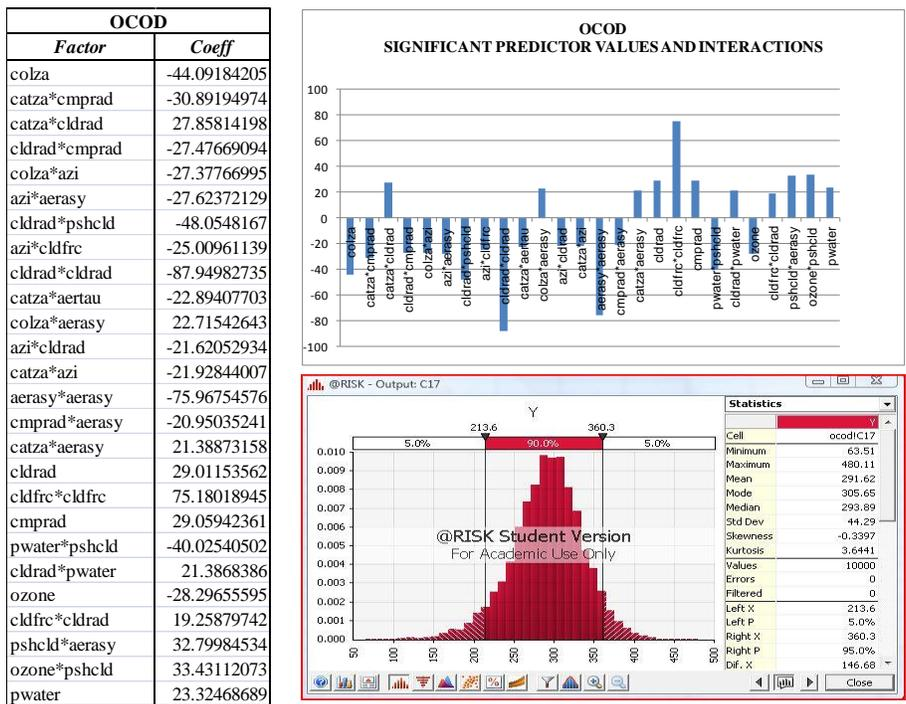 OCOD
Factor Coeff
colza -44.09184205
catza*cmprad -30.89194974
catza*cldrad 27.85814198
cldrad*cmprad -27.47669094
colza*azi -27.37766995
azi*aerasy -27.62372129
cldrad*pshcld -48.0548167
azi*cldfrc -25.00961139
cldrad*cldrad -87.94982735
catza*aertau -22.89407703
colza*aerasy 22.71542643
azi*cldrad -21.62052934
catza*azi -21.92844007
aerasy*aerasy -75.96754576
cmprad*aerasy -20.95035241
catza*aerasy 21.38873158
cldrad 29.01153562
cldfrc*cldfrc 75.18018945
cmprad 29.05942361
pwater*pshcld -40.02540502
cldrad*pwater 21.3868386
ozone -28.29655595
cldfrc*cldrad 19.25879742
pshcld*aerasy 32.79984534
ozone*pshcld 33.43112073
pwater 23.32468689
OCOD
SIGNIFICANT PREDICTOR VALUES AND INTERACTIONS
100
80
60
40
20
0
-20
-40
-60
-80
-100
colza
catza*cmprad
catza*cldrad
cldrad*cmprad
colza*azi
azi*aerasy
cldrad*pshcld
azi*cldfrc
cldrad*cldrad
catza*aertau
colza*aerasy
azi*cldrad
catza*azi
aerasy*aerasy
cmprad*aerasy
catza*aerasy
cldrad
cldfrc*cldfrc
cmprad
pwater*pshcld
cldrad*pwater
ozone
cldfrc*cldrad
pshcld*aerasy
ozone*pshcld
pwater
@RISK - Output: C17
Y
213.6 360.3
5.0% 90.0% 5.0%
0.010
0.009
0.008
0.007
0.006
0.005
0.004
0.003
0.002
0.001
0.000
@RISK Student Version
For Academic Use Only
50 100 150 200 250 300 350 400 450 500
Statistics
Y
Cell ocod!C17
Minimum 63.51
Maximum 480.11
Mean 291.62
Mode 305.65
Median 293.89
Std Dev 44.29
Skewness -0.3397
Kurtosis 3.6441
Values 10000
Errors 0
Filtered 0
Left X 213.6
Left P 5.0%
Right X 360.3
Right P 95.0%
Dif. X 146.68
Close